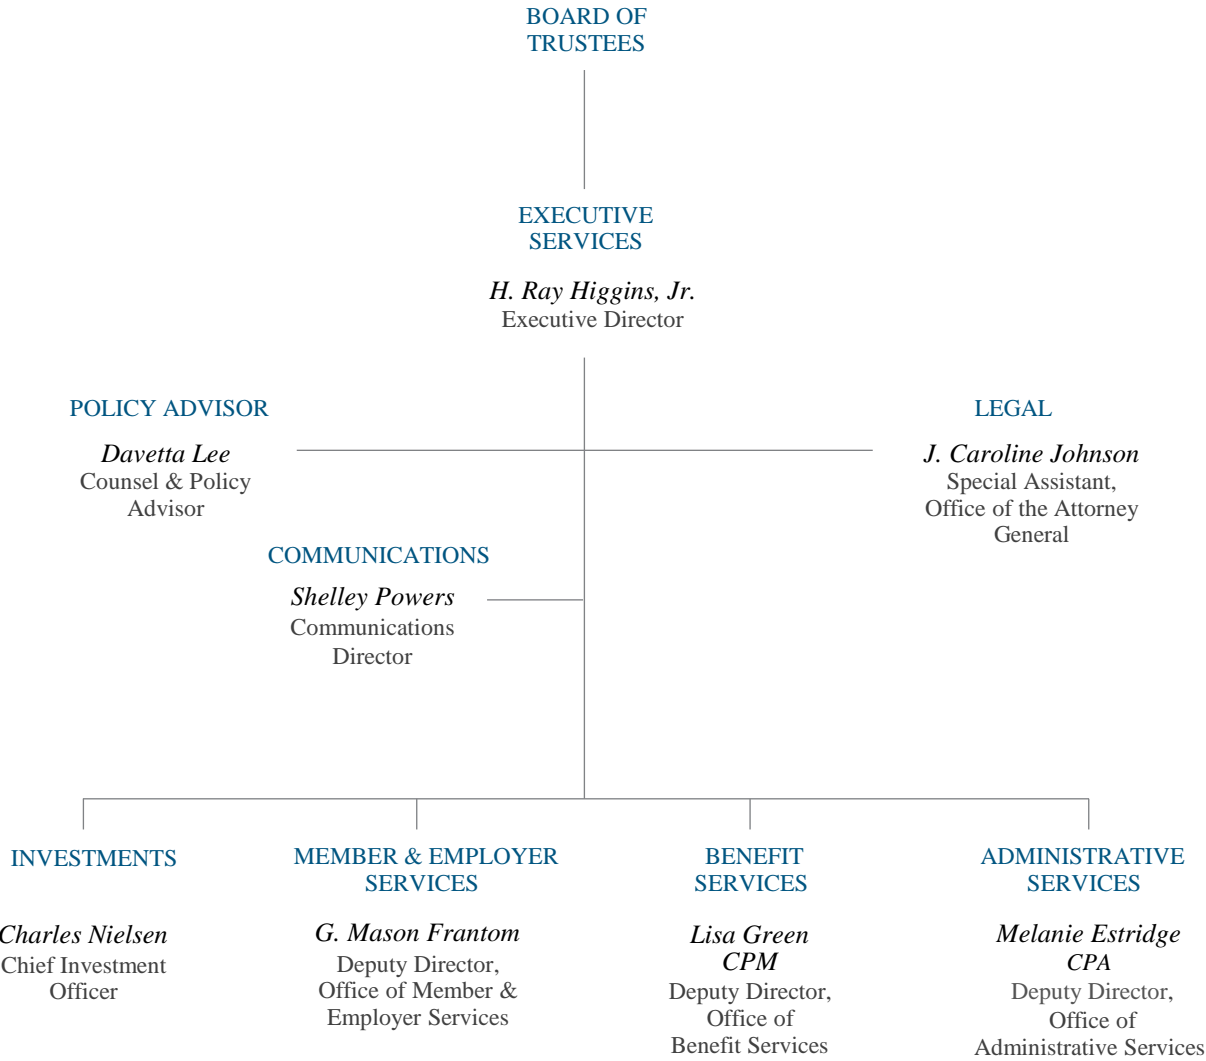 BOARD OF
TRUSTEES
EXECUTIVE
SERVICES
H. Ray Higgins, Jr.
Executive Director
POLICY ADVISOR
Davetta Lee
Counsel & Policy
Advisor
LEGAL
J. Caroline Johnson
Special Assistant,
Office of the Attorney
General
COMMUNICATIONS
Shelley Powers
Communications
Director
INVESTMENTS
Charles Nielsen
Chief Investment
Officer
MEMBER & EMPLOYER
SERVICES
G. Mason Frantom
Deputy Director,
Office of Member &
Employer Services
BENEFIT
SERVICES
Lisa Green
CPM
Deputy Director,
Office of
Benefit Services
ADMINISTRATIVE
SERVICES
Melanie Estridge
CPA
Deputy Director,
Office of
Administrative Services